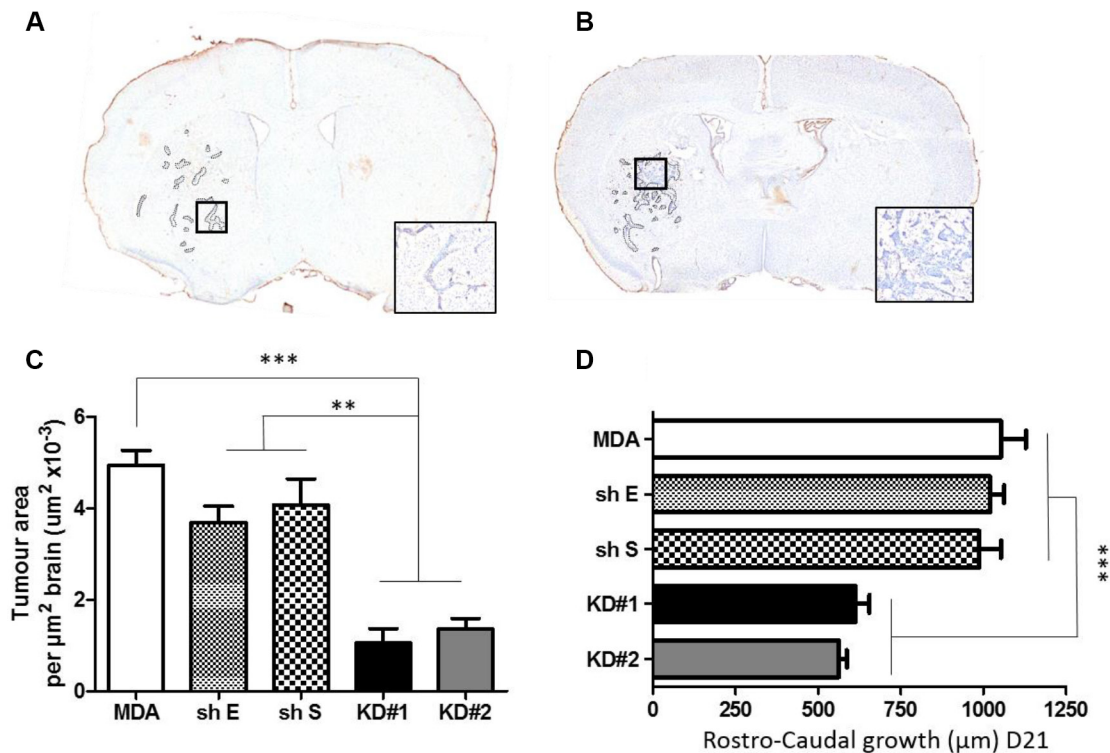 A
B
C
***
**
6
4
2
0
Tumour area
per µm² brain (um² x10⁻³)
MDA
sh E
sh S
KD#1
KD#2
D
MDA
sh E
sh S
KD#1
KD#2
***
0
250
500
750
1000
1250
Rostro-Caudal growth (µm) D21